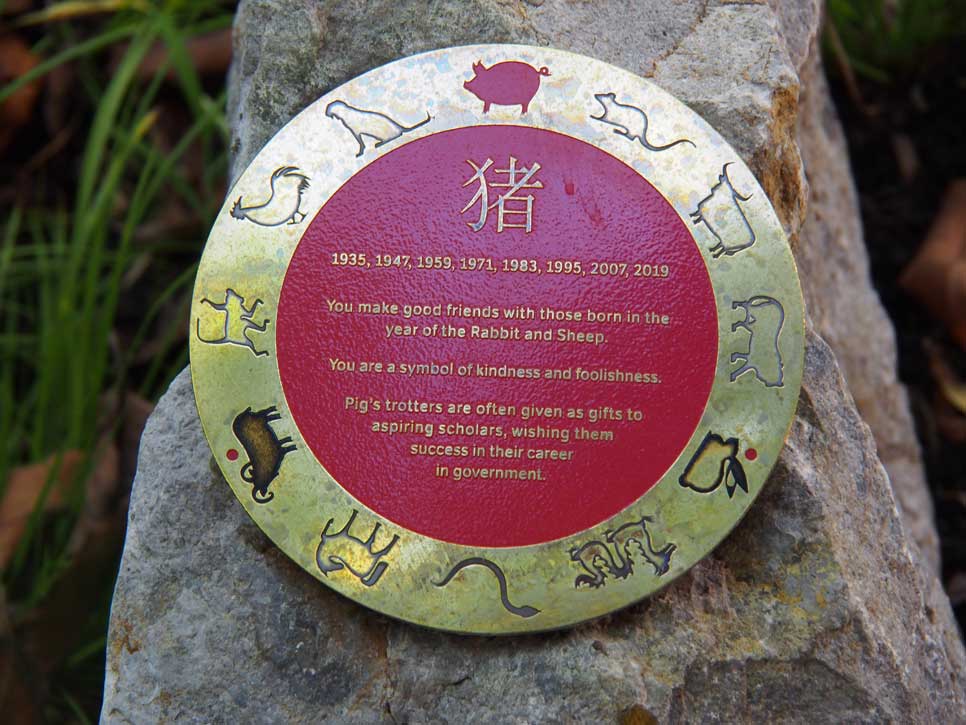 猪
1935, 1947, 1959, 1971, 1983, 1995, 2007, 2019
You make good friends with those born in the
year of the Rabbit and Sheep.
You are a symbol of kindness and foolishness.
Pig's trotters are often given as gifts to
aspiring scholars, wishing them
success in their career
in government.